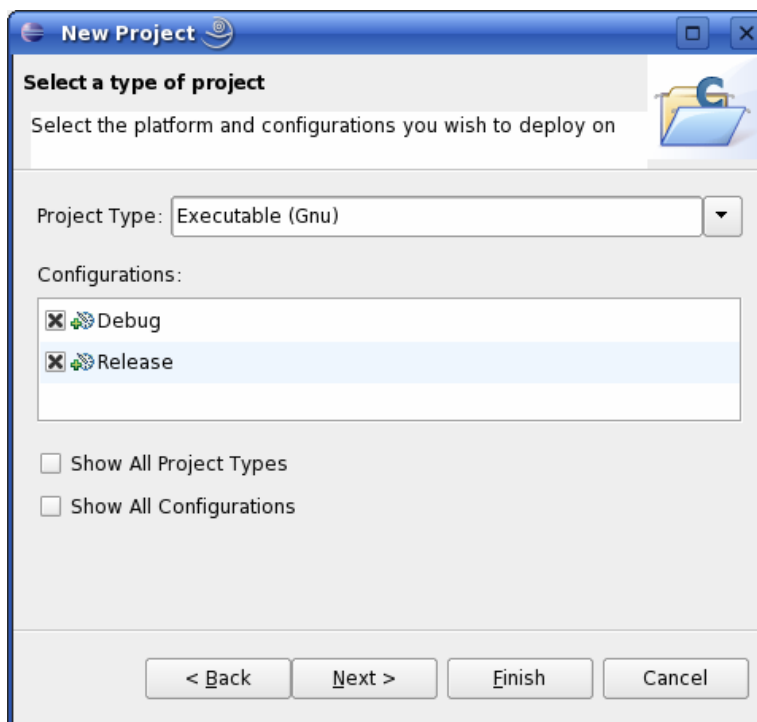 New Project
Select a type of project
Select the platform and configurations you wish to deploy on
C
Project Type: Executable (Gnu)
Configurations:
Debug
Release
Show All Project Types
Show All Configurations
< Back Next > Finish Cancel